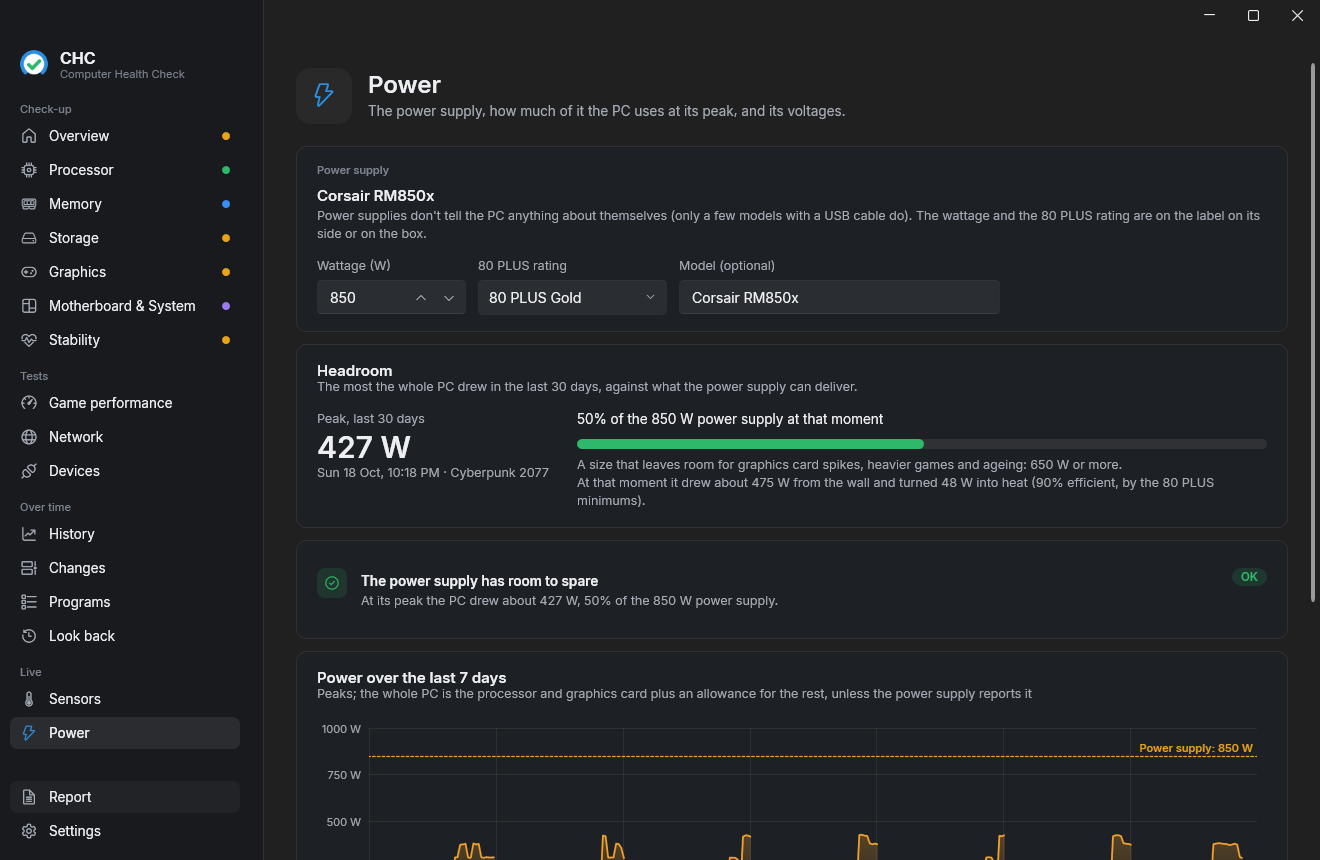 CHC
Computer Health Check
Check-up
Overview
Processor
Memory
Storage
Graphics
Motherboard & System
Stability
Tests
Game performance
Network
Devices
Over time
History
Changes
Programs
Look back
Live
Sensors
Power
Report
Settings
Power
The power supply, how much of it the PC uses at its peak, and its voltages.
Power supply
Corsair RM850x
Power supplies don't tell the PC anything about themselves (only a few models with a USB cable do). The wattage and the 80 PLUS rating are on the label on its
side or on the box.
Wattage (W)
80 PLUS rating
Model (optional)
850
80 PLUS Gold
Corsair RM850x
Headroom
The most the whole PC drew in the last 30 days, against what the power supply can deliver.
Peak, last 30 days
427 W
Sun 18 Oct, 10:18 PM · Cyberpunk 2077
50% of the 850 W power supply at that moment
A size that leaves room for graphics card spikes, heavier games and ageing: 650 W or more.
At that moment it drew about 475 W from the wall and turned 48 W into heat (90% efficient, by the 80 PLUS
minimums).
The power supply has room to spare
OK
At its peak the PC drew about 427 W, 50% of the 850 W power supply.
Power over the last 7 days
Peaks; the whole PC is the processor and graphics card plus an allowance for the rest, unless the power supply reports it
1000 W
Power supply: 850 W
750 W
500 W